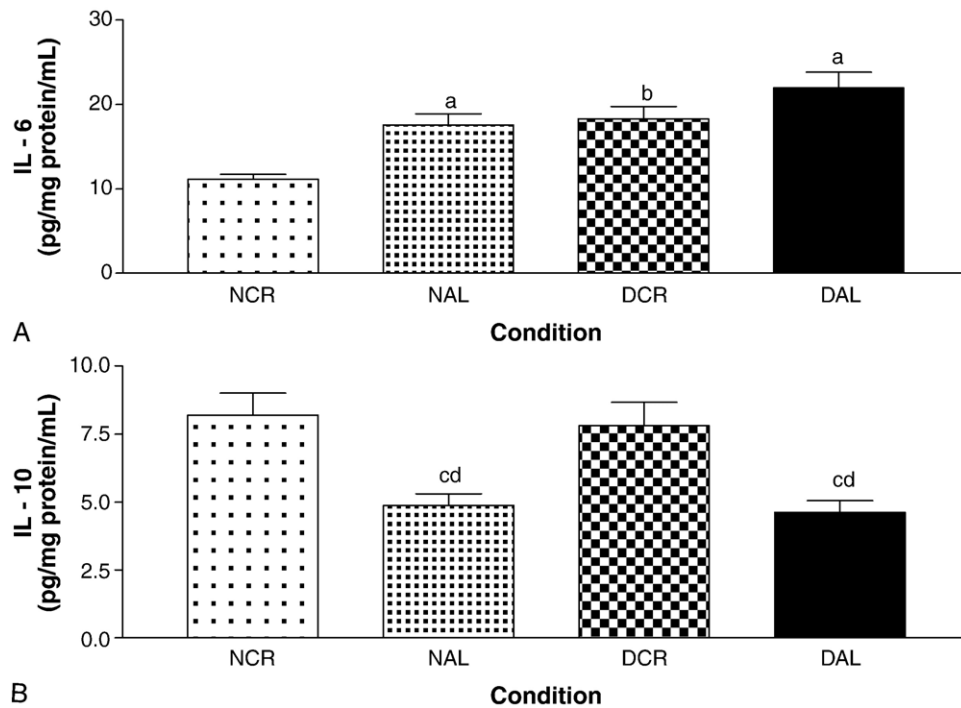 30
20
10
0
IL - 6
(pg/mg protein/mL)
a
b
a
NCR NAL DCR DAL
A
Condition
10.0
7.5
5.0
2.5
0.0
IL - 10
(pg/mg protein/mL)
cd
cd
NCR NAL DCR DAL
B
Condition